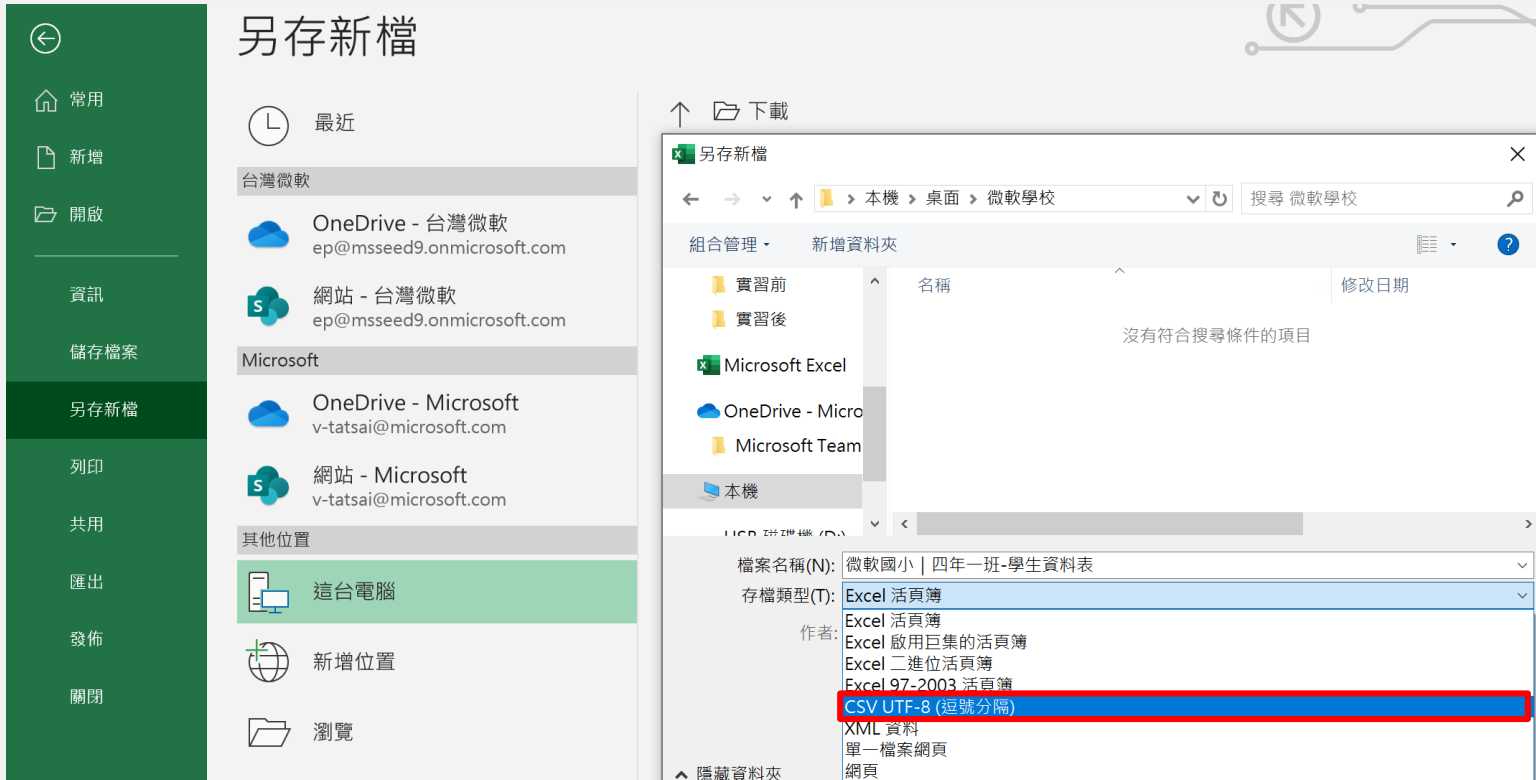 另存新檔
常用
新增
開啟
資訊
儲存檔案
另存新檔
列印
共用
匯出
發佈
關閉
最近
台灣微軟
OneDrive - 台灣微軟
ep@msseed9.onmicrosoft.com
網站 - 台灣微軟
ep@msseed9.onmicrosoft.com
Microsoft
OneDrive - Microsoft
v-tatsai@microsoft.com
網站 - Microsoft
v-tatsai@microsoft.com
其他位置
這台電腦
新增位置
瀏覽
下載
另存新檔
本機 > 桌面 > 微軟學校
搜尋 微軟學校
組合管理
新增資料夾
實習前
實習後
Microsoft Excel
OneDrive - Micro
Microsoft Team
本機
USB 磁碟機 (D:)
名稱
修改日期
沒有符合搜尋條件的項目
檔案名稱(N): 微軟國小 | 四年一班-學生資料表
存檔類型(T): Excel 活頁簿
作者:
Excel 活頁簿
Excel 啟用巨集的活頁簿
Excel 二進位活頁簿
Excel 97-2003 活頁簿
CSV UTF-8 (逗號分隔)
XML 資料
單一檔案網頁
網頁
隱藏資料夾